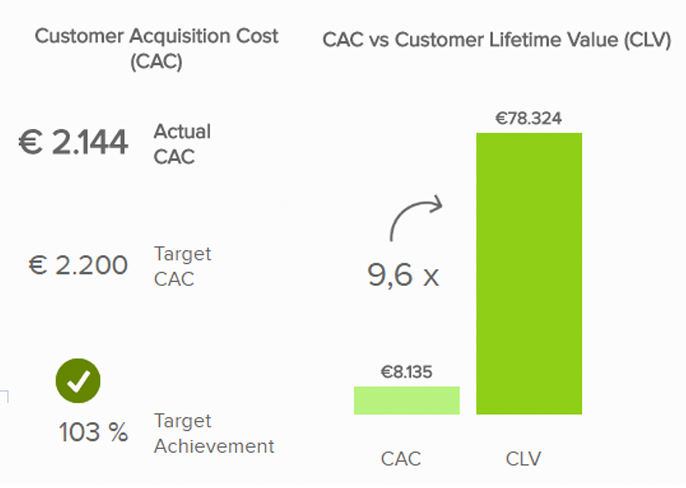 Customer Acquisition Cost
(CAC)
€ 2.144
Actual
CAC
€ 2.200
Target
CAC
103 %
Target
Achievement
CAC vs Customer Lifetime Value (CLV)
€78.324
9,6 x
€8.135
CAC
CLV